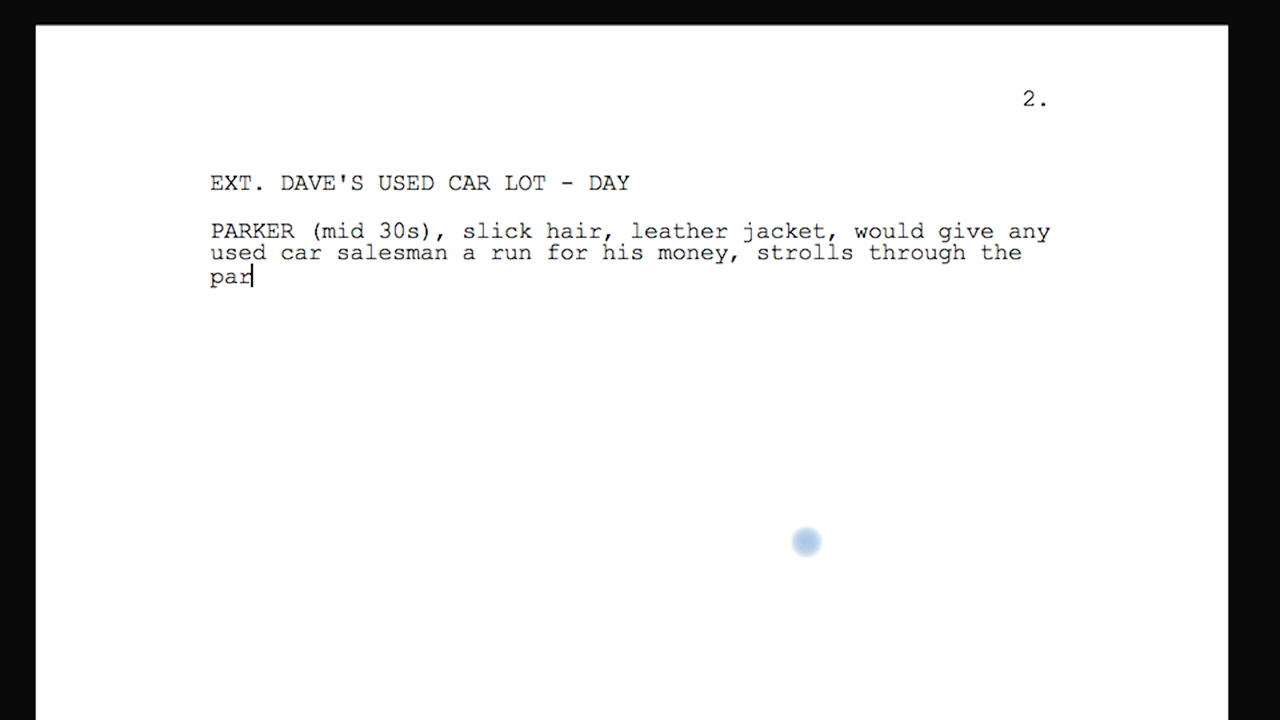 2.
EXT. DAVE'S USED CAR LOT - DAY
PARKER (mid 30s), slick hair, leather jacket, would give any
used car salesman a run for his money, strolls through the
par